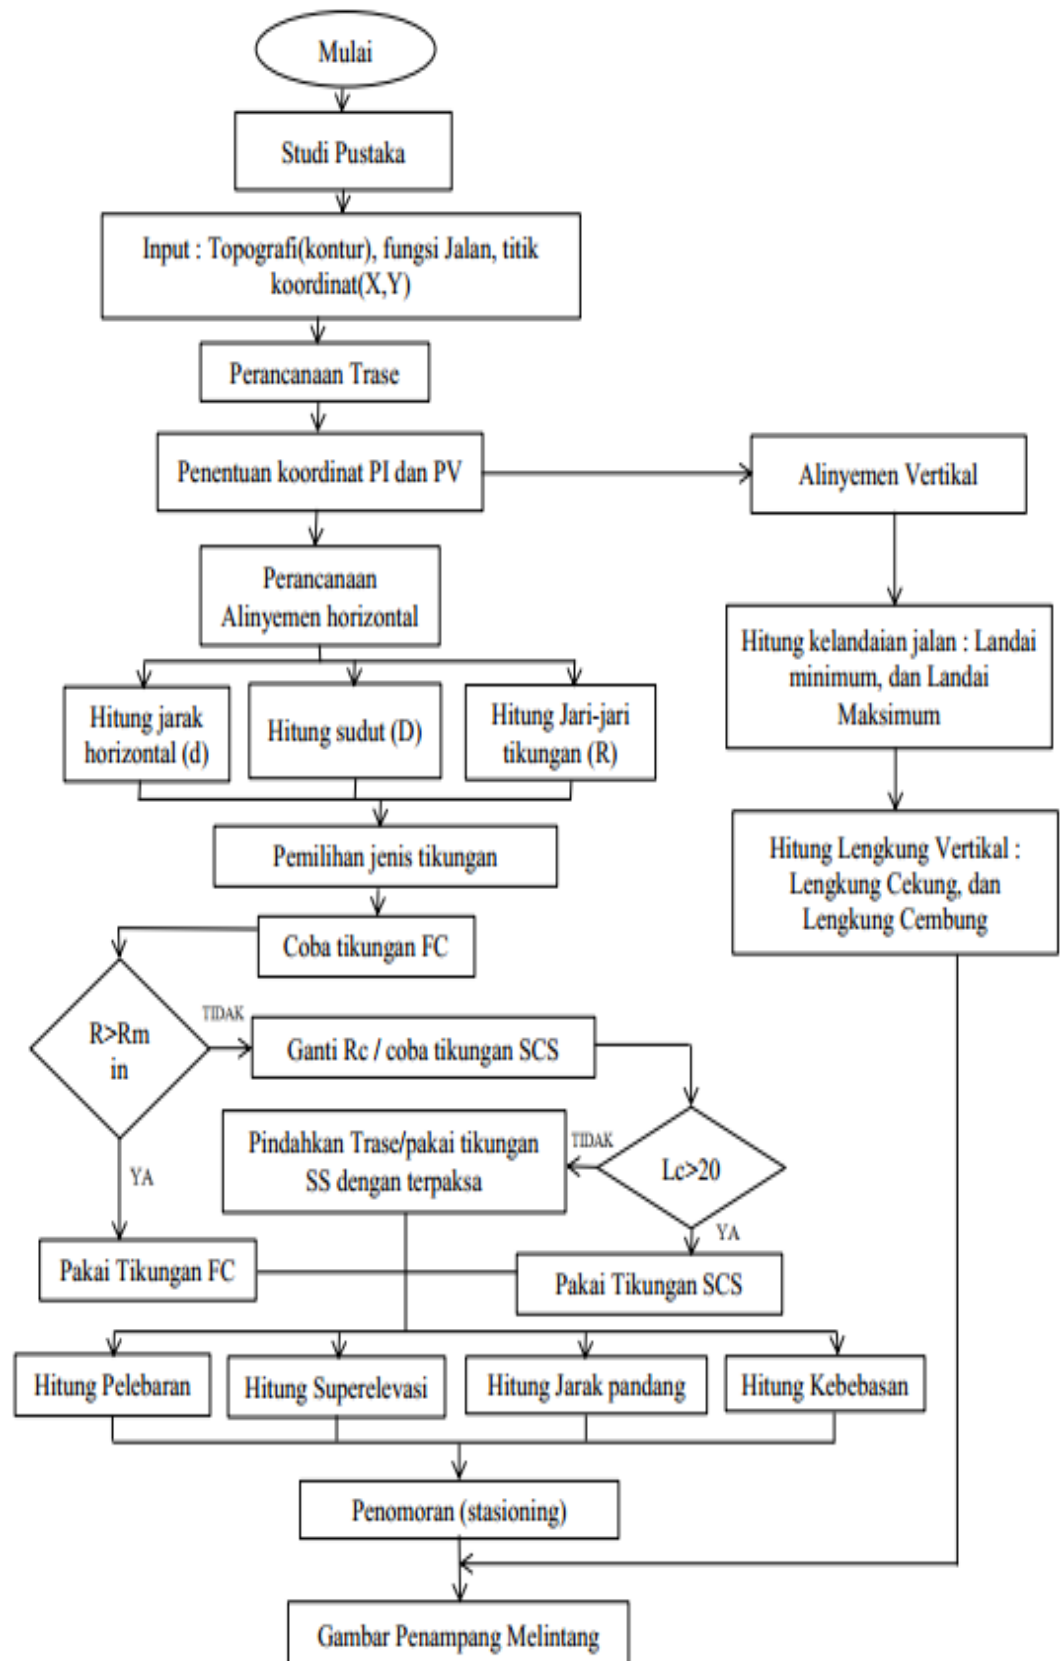 Mulai
Studi Pustaka
Input : Topografi(kontur), fungsi Jalan, titik
koordinat(X,Y)
Perancanaan Trase
Penentuan koordinat PI dan PV
Alinyemen Vertikal
Perancanaan
Alinyemen horizontal
Hitung kelandaian jalan : Landai
minimum, dan Landai
Maksimum
Hitung jarak
horizontal (d)
Hitung sudut (D)
Hitung Jari-jari
tikungan (R)
Hitung Lengkung Vertikal :
Lengkung Cekung, dan
Lengkung Cembung
Pemilihan jenis tikungan
Coba tikungan FC
R>Rm
in
TIDAK
Ganti Rc / coba tikungan SCS
Pindahkan Trase/pakai tikungan
SS dengan terpaksa
TIDAK
Lc>20
YA
YA
Pakai Tikungan FC
Pakai Tikungan SCS
Hitung Pelebaran
Hitung Superelevasi
Hitung Jarak pandang
Hitung Kebebasan
Penomoran (stasioning)
Gambar Penampang Melintang